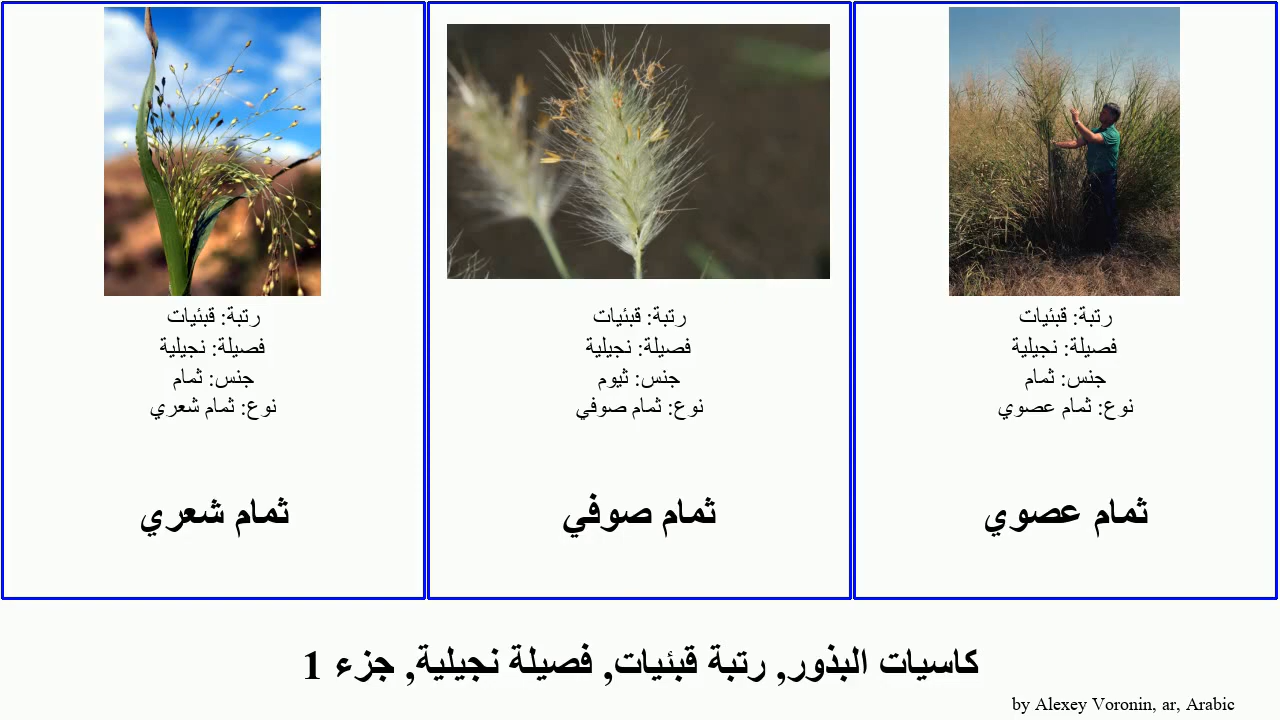 رتبة: قبئيات
فصيلة: نجيلية
جنس: ثمام
نوع: ثمام شعري
ثمام شعري
رتبة: قبئيات
فصيلة: نجيلية
جنس: ثيوم
نوع: ثمام صوفي
ثمام صوفي
رتبة: قبئيات
فصيلة: نجيلية
جنس: ثمام
نوع: ثمام عصوي
ثمام عصوي
كاسيات البذور, رتبة قبئيات, فصيلة نجيلية, جزء 1
by Alexey Voronin, ar, Arabic